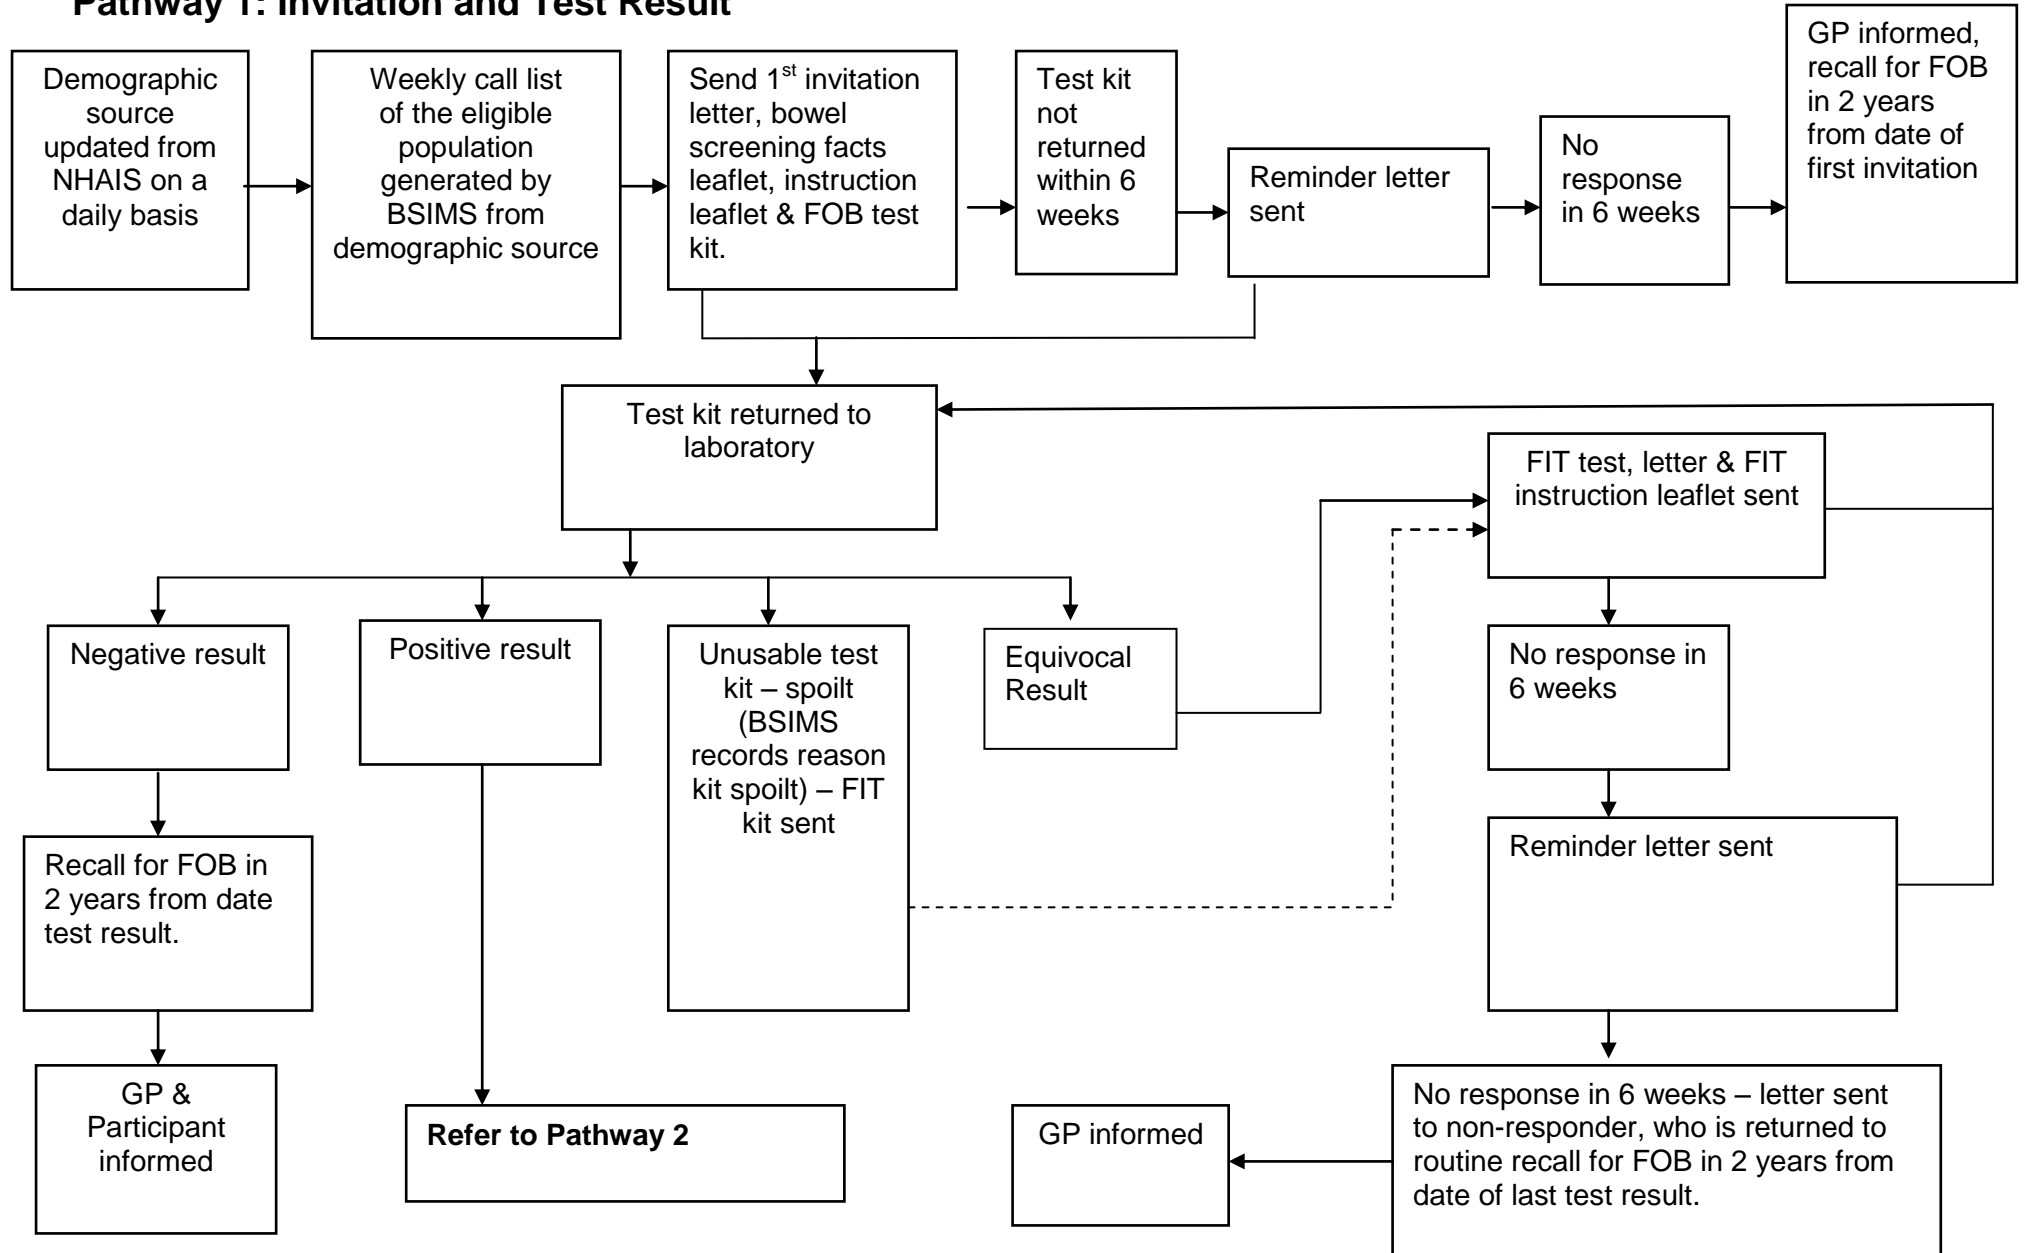 Pathway 1: Invitation and Test Result
Demographic
source
updated from
NHAIS on a
daily basis
Weekly call list
of the eligible
population
generated by
BSIMS from
demographic source
Send 1st invitation
letter, bowel
screening facts
leaflet, instruction
leaflet & FOB test
kit.
Test kit
not
returned
within 6
weeks
Reminder letter
sent
No
response
in 6 weeks
GP informed,
recall for FOB
in 2 years
from date of
first invitation
Test kit returned to
laboratory
FIT test, letter & FIT
instruction leaflet sent
Negative result
Positive result
Unusable test
kit – spoilt
(BSIMS
records reason
kit spoilt) – FIT
kit sent
Equivocal
Result
No response in
6 weeks
Recall for FOB in
2 years from date
test result.
Reminder letter sent
GP &
Participant
informed
Refer to Pathway 2
GP informed
No response in 6 weeks – letter sent
to non-responder, who is returned to
routine recall for FOB in 2 years from
date of last test result.